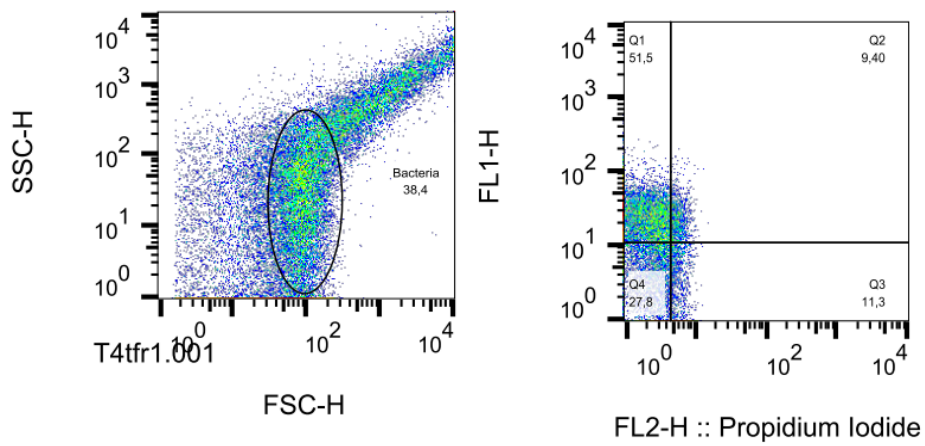 10^4
10^3
10^2
10^1
10^0
SSC-H
Bacteria
38,4
10^0 10^2 10^4
T4tfr1.001
FSC-H
10^4
10^3
10^2
10^1
10^0
FL1-H
Q1
51,5
Q2
9,40
Q4
27,8
Q3
11,3
10^0 10^2 10^4
FL2-H :: Propidium Iodide